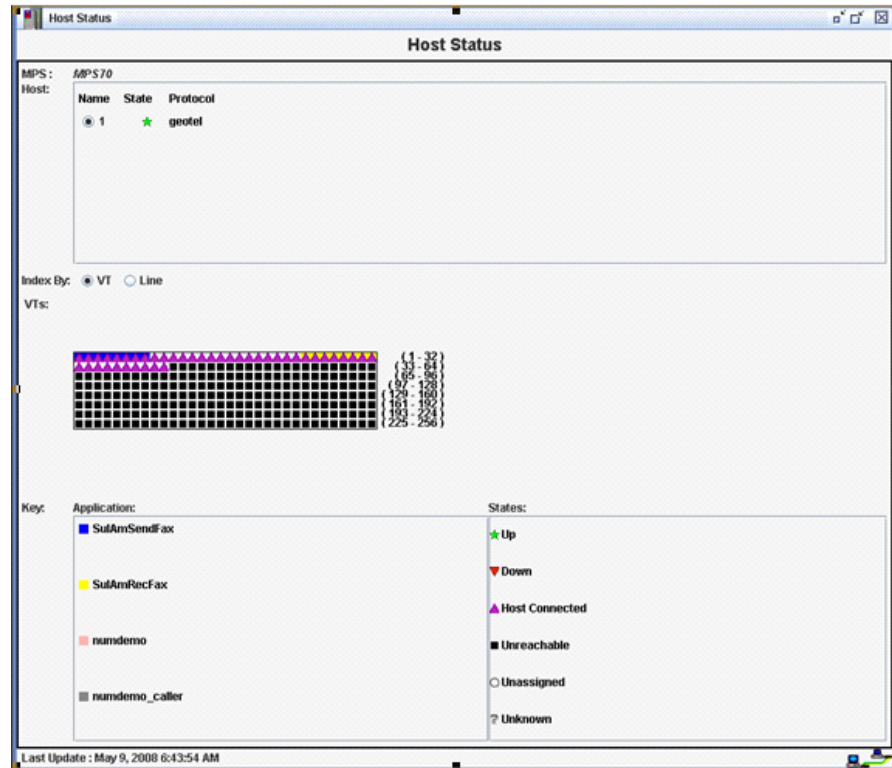 Host Status
Host Status
MPS : MPS70
Host:
Name State Protocol
1 geotel
Index By: VT Line
VTs:
( 1 - 32 )
( 33 - 64 )
( 65 - 96 )
( 97 - 128 )
( 129 - 160 )
( 161 - 192 )
( 193 - 224 )
( 225 - 256 )
Key: Application: States:
SulAmSendFax
Up
Down
SulAmRecFax
Host Connected
numdemo
Unreachable
Unassigned
numdemo_caller
? Unknown
Last Update : May 9, 2008 6:43:54 AM